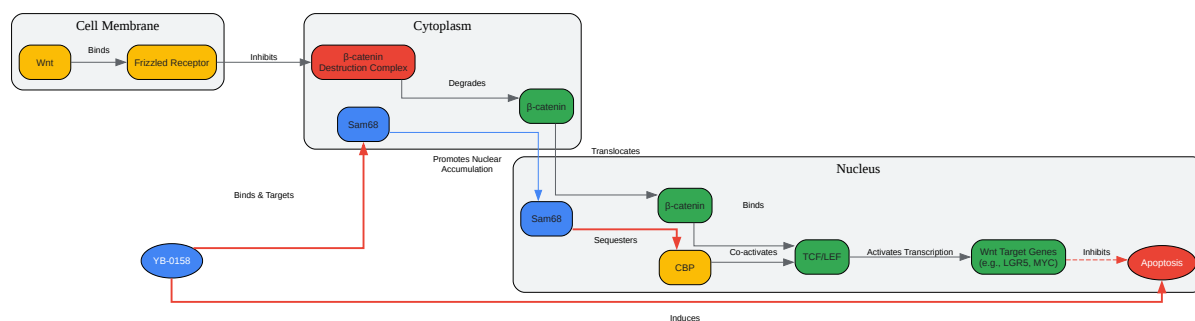 Cell Membrane
Cytoplasm
Wnt
Binds
Frizzled Receptor
Inhibits
β-catenin
Destruction Complex
Degrades
β-catenin
Sam68
Promotes Nuclear
Accumulation
Translocates
Nucleus
Binds & Targets
β-catenin
Binds
Sam68
Sequesters
YB-0158
CBP
Co-activates
TCF/LEF
Activates Transcription
Wnt Target Genes
(e.g., LGR5, MYC)
Inhibits
Apoptosis
Induces